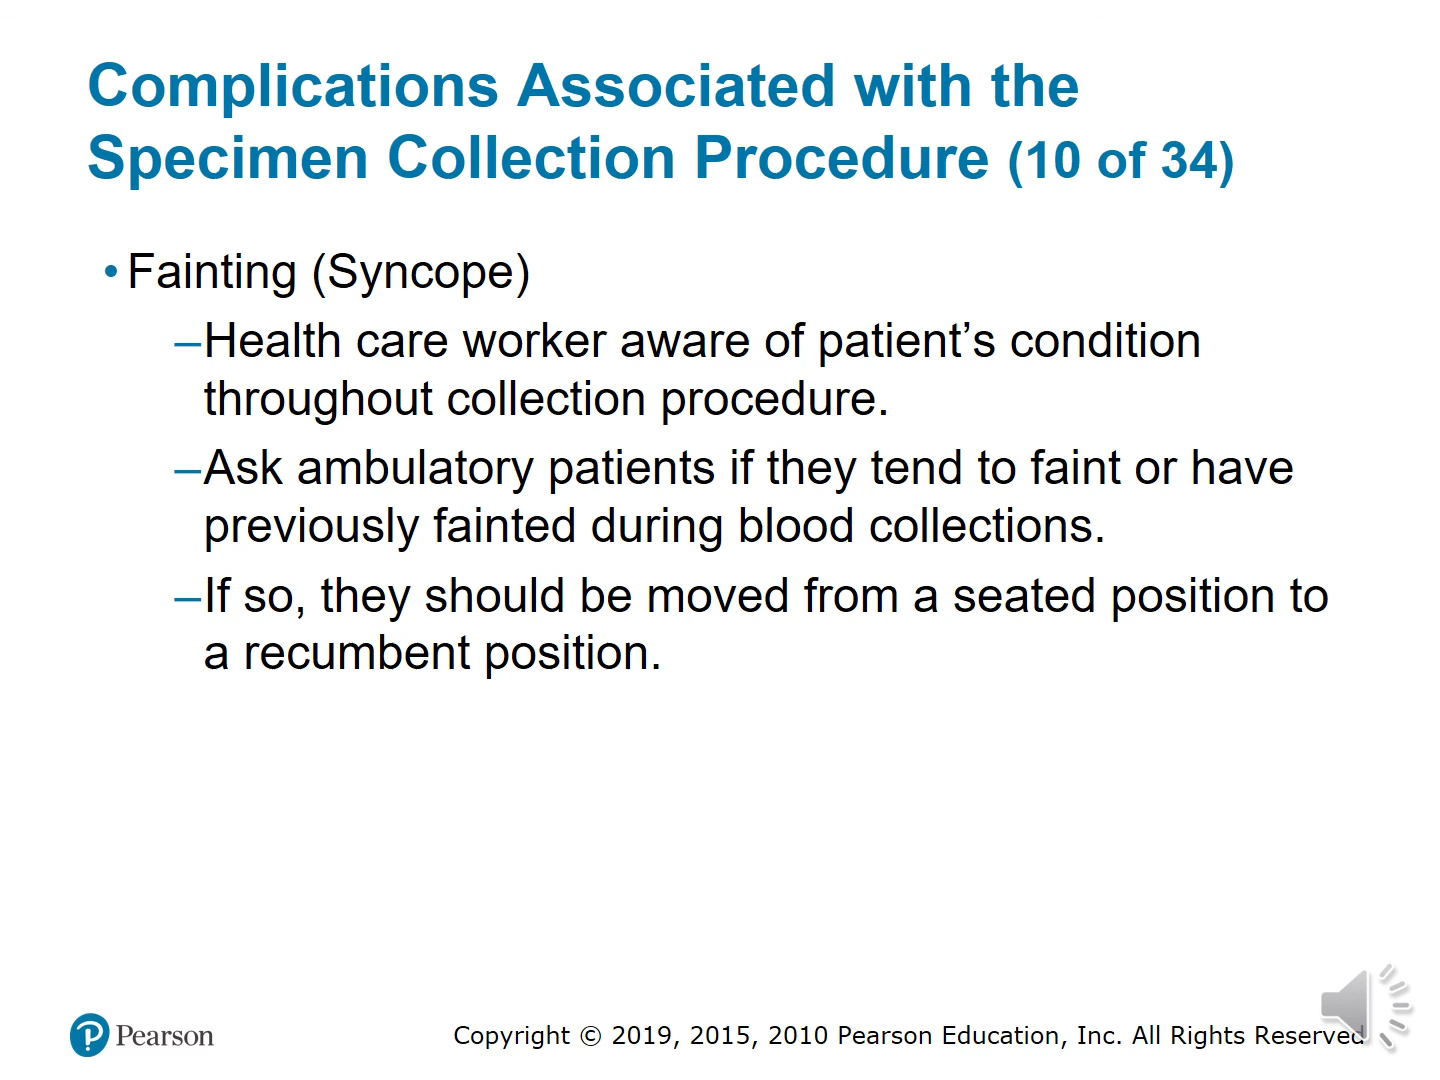 Complications Associated with the
Specimen Collection Procedure (10 of 34)
• Fainting (Syncope)
–Health care worker aware of patient’s condition
throughout collection procedure.
–Ask ambulatory patients if they tend to faint or have
previously fainted during blood collections.
–If so, they should be moved from a seated position to
a recumbent position.
Pearson
Copyright © 2019, 2015, 2010 Pearson Education, Inc. All Rights Reserved